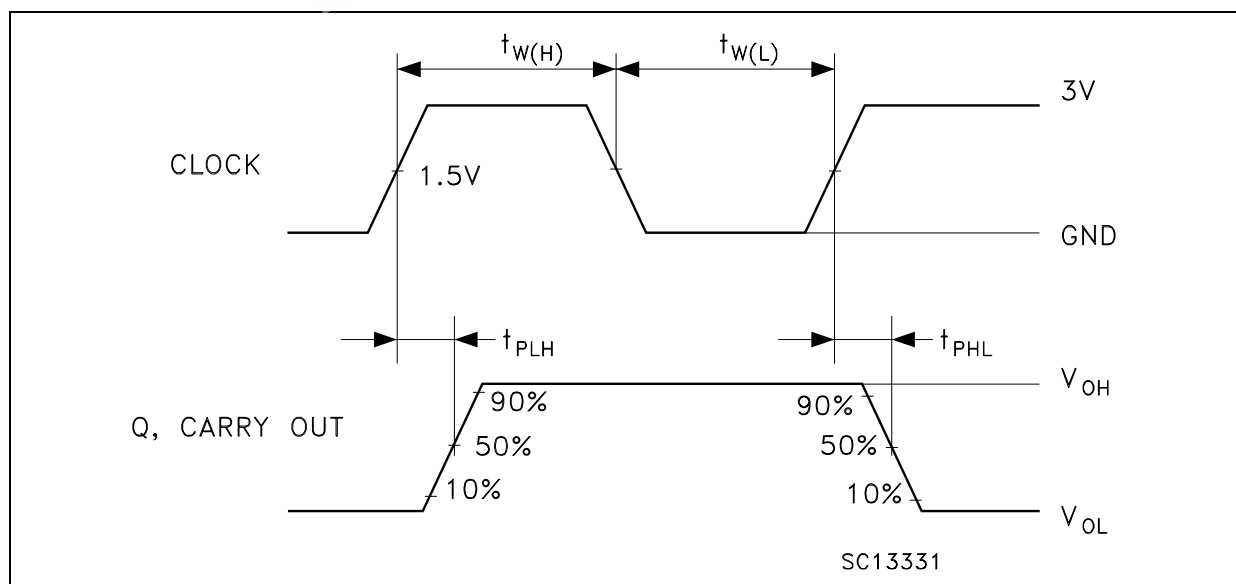 tW(H) tW(L)
3V
CLOCK
1.5V
GND
tPLH tPHL
VOH
90% 90%
Q, CARRY OUT
50% 50%
10% 10%
VOL
SC13331